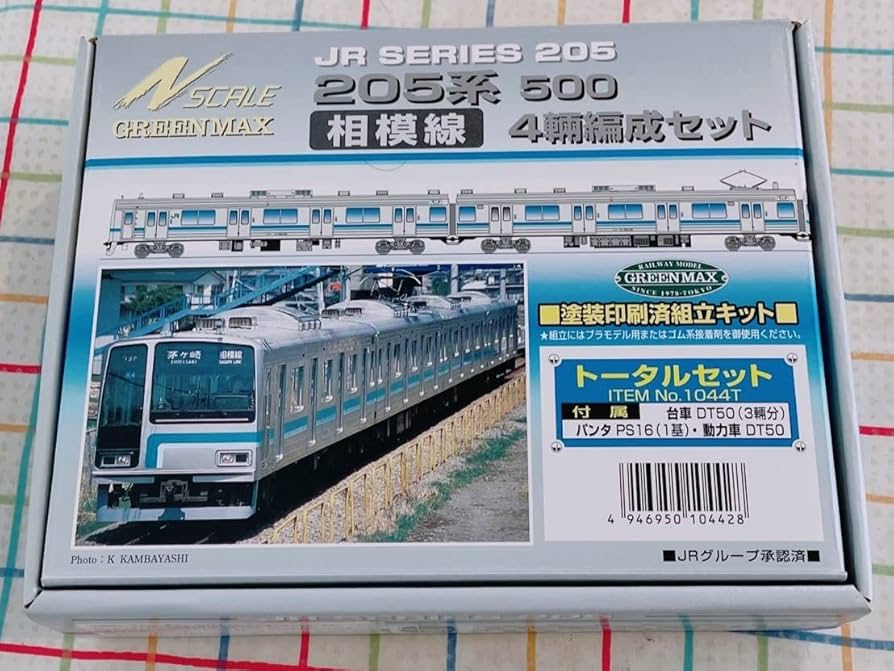 N SCALE
GREENMAX
JR SERIES 205
205系 500
相模線
4輛編成セット
RAILWAY MODEL
GREENMAX
SINCE 1978・TOKYO
■塗装印刷済組立キット■
★組立にはプラモデル用またはゴム系接着剤を御使用ください。
トータルセット
ITEM No.1044T
付属
台車 DT50(3輛分)
パンタ PS16(1基)・動力車 DT50
4 946950 104428
茅ヶ崎
相模線
SAGAMI LINE
Photo：K KAMBAYASHI
■JRグループ承認済■